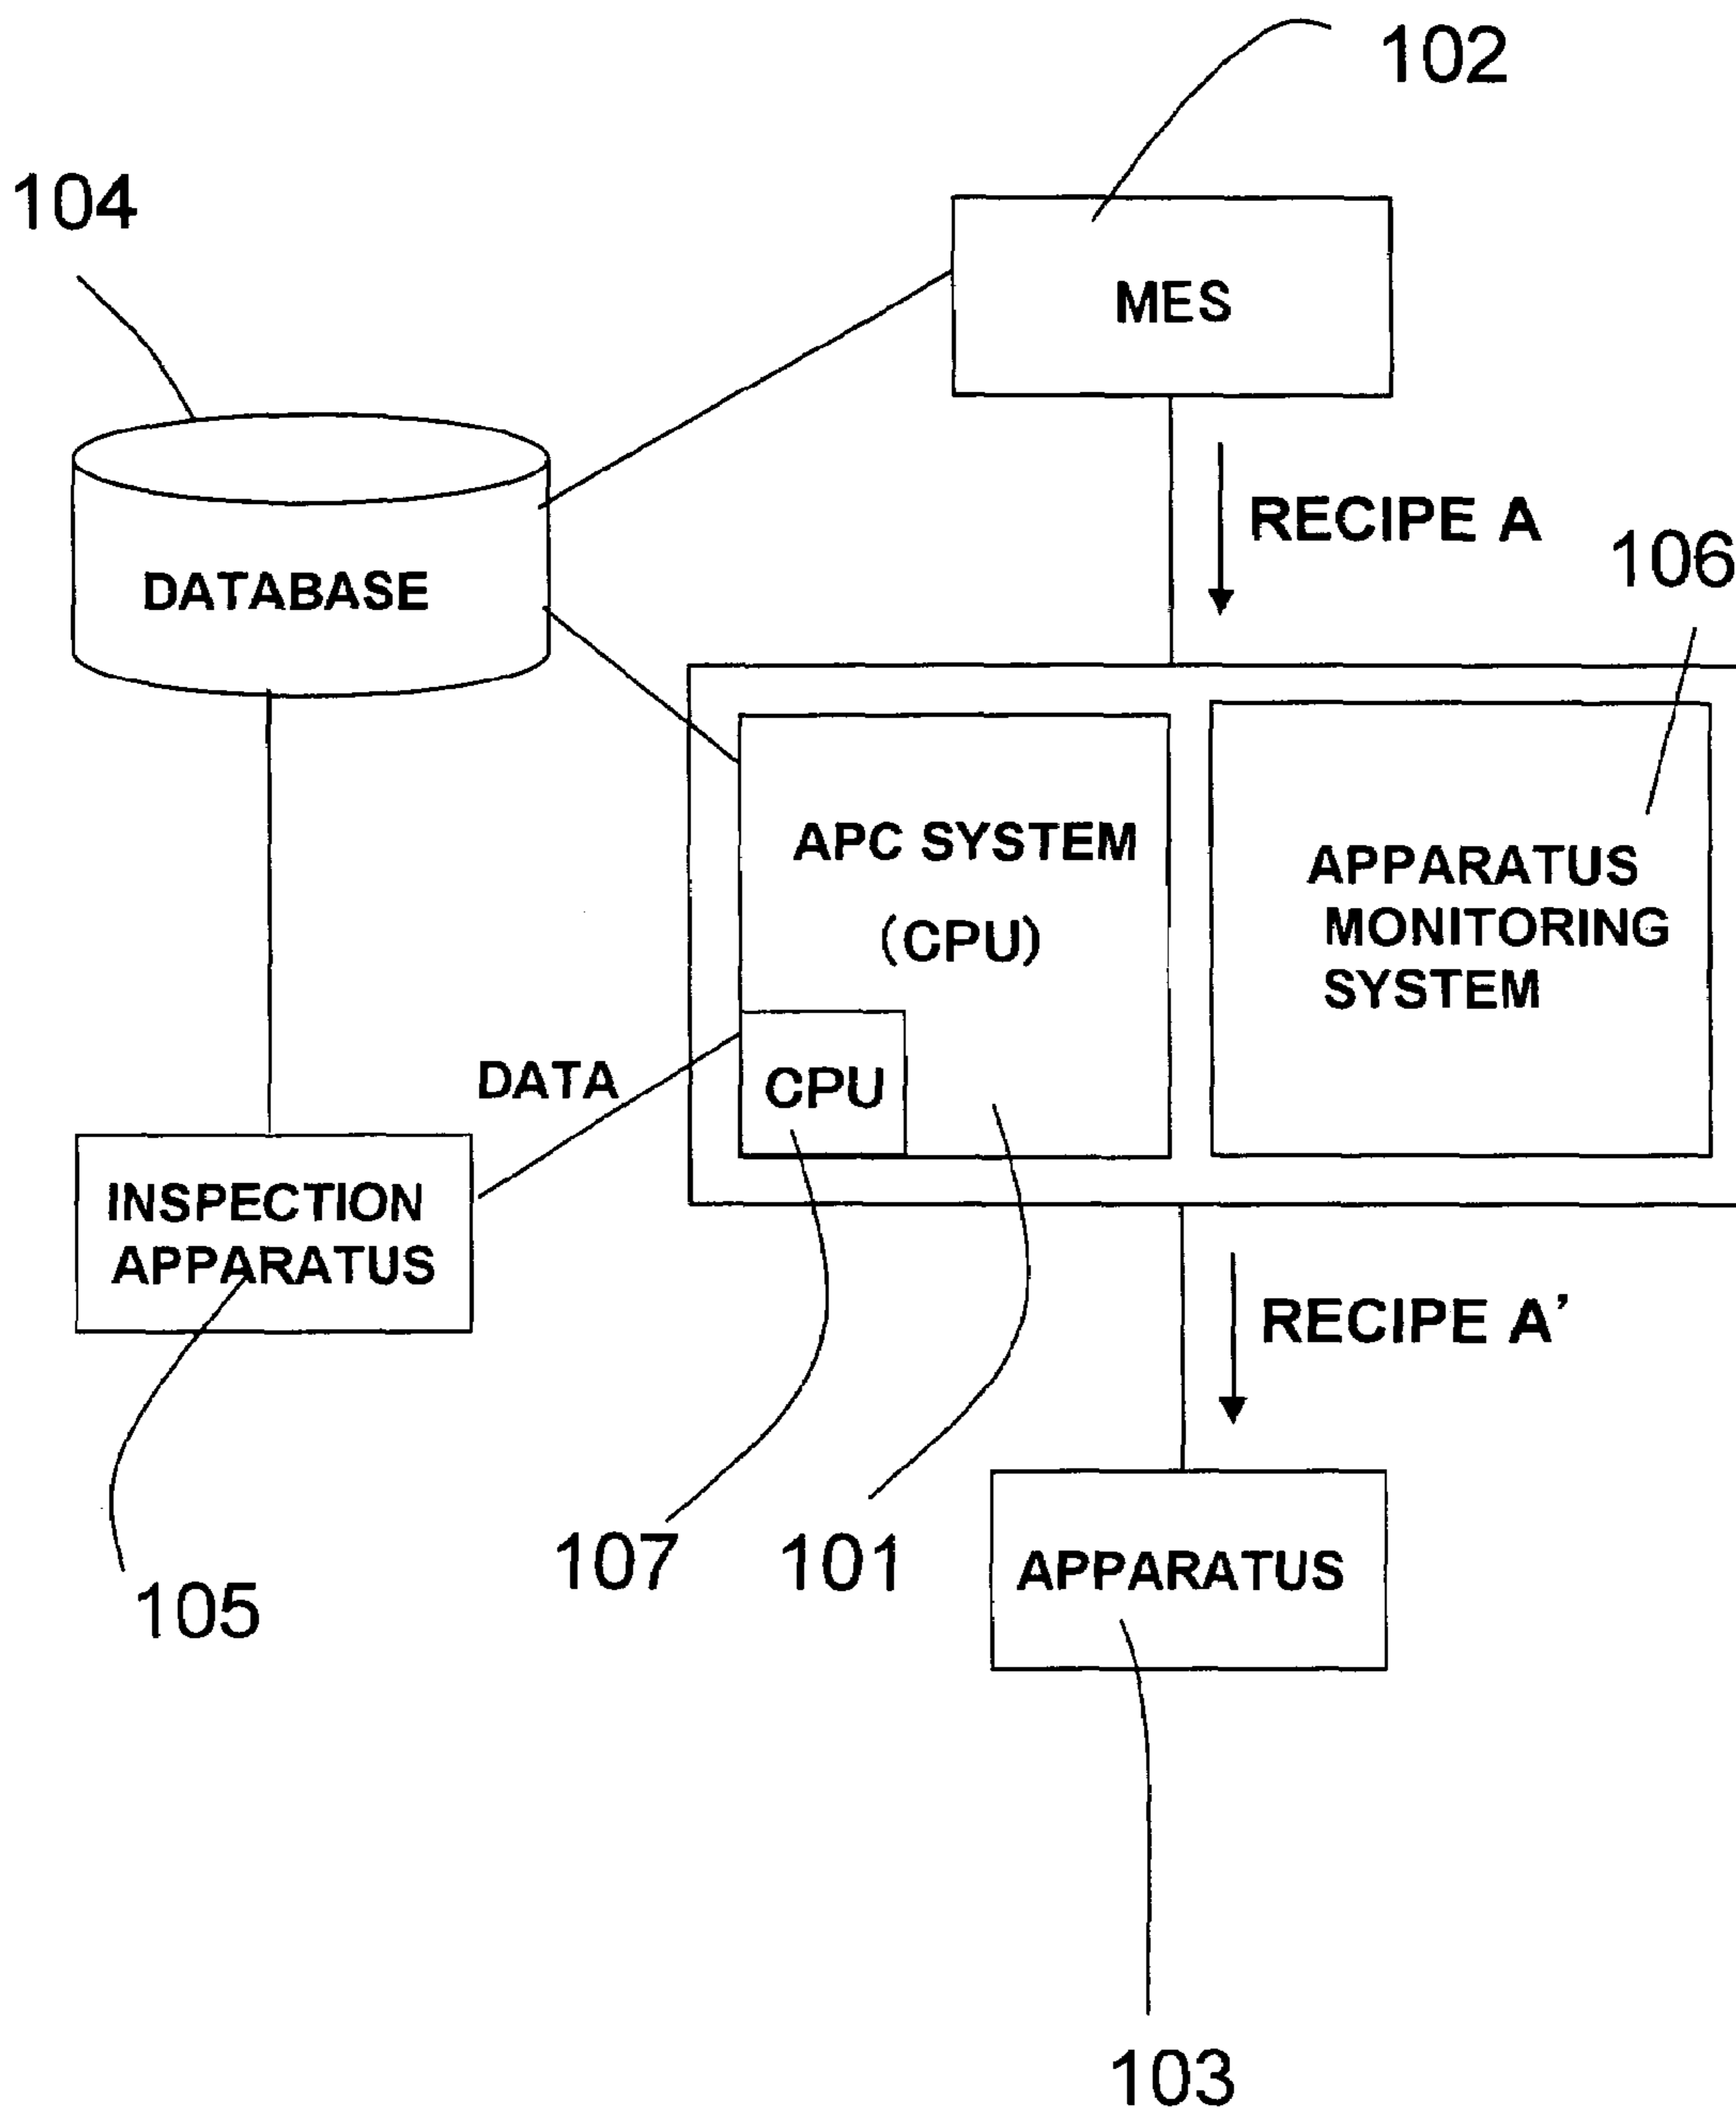 102
104
MES
RECIPE A
106
DATABASE
APC SYSTEM
(CPU)
APPARATUS
MONITORING
SYSTEM
DATA
CPU
INSPECTION
APPARATUS
RECIPE A'
107
101
APPARATUS
105
103